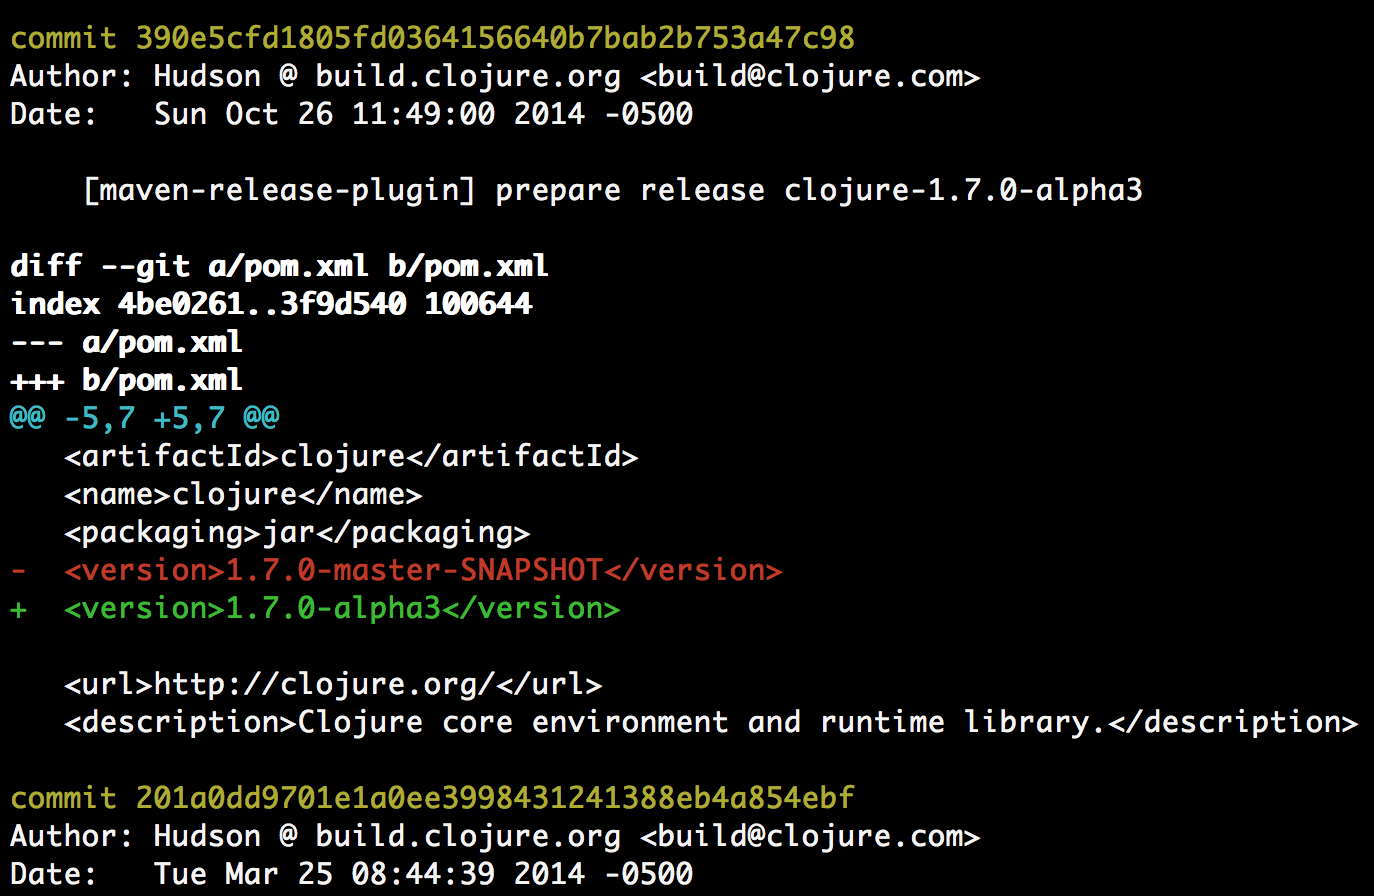 commit 390e5cfd1805fd0364156640b7bab2b753a47c98
Author: Hudson @ build.clojure.org <build@clojure.com>
Date:   Sun Oct 26 11:49:00 2014 -0500
    [maven-release-plugin] prepare release clojure-1.7.0-alpha3
diff --git a/pom.xml b/pom.xml
index 4be0261..3f9d540 100644
--- a/pom.xml
+++ b/pom.xml
@@ -5,7 +5,7 @@
   <artifactId>clojure</artifactId>
   <name>clojure</name>
   <packaging>jar</packaging>
-  <version>1.7.0-master-SNAPSHOT</version>
+  <version>1.7.0-alpha3</version>
   <url>http://clojure.org/</url>
   <description>Clojure core environment and runtime library.</description>
commit 201a0dd9701e1a0ee3998431241388eb4a854ebf
Author: Hudson @ build.clojure.org <build@clojure.com>
Date:   Tue Mar 25 08:44:39 2014 -0500